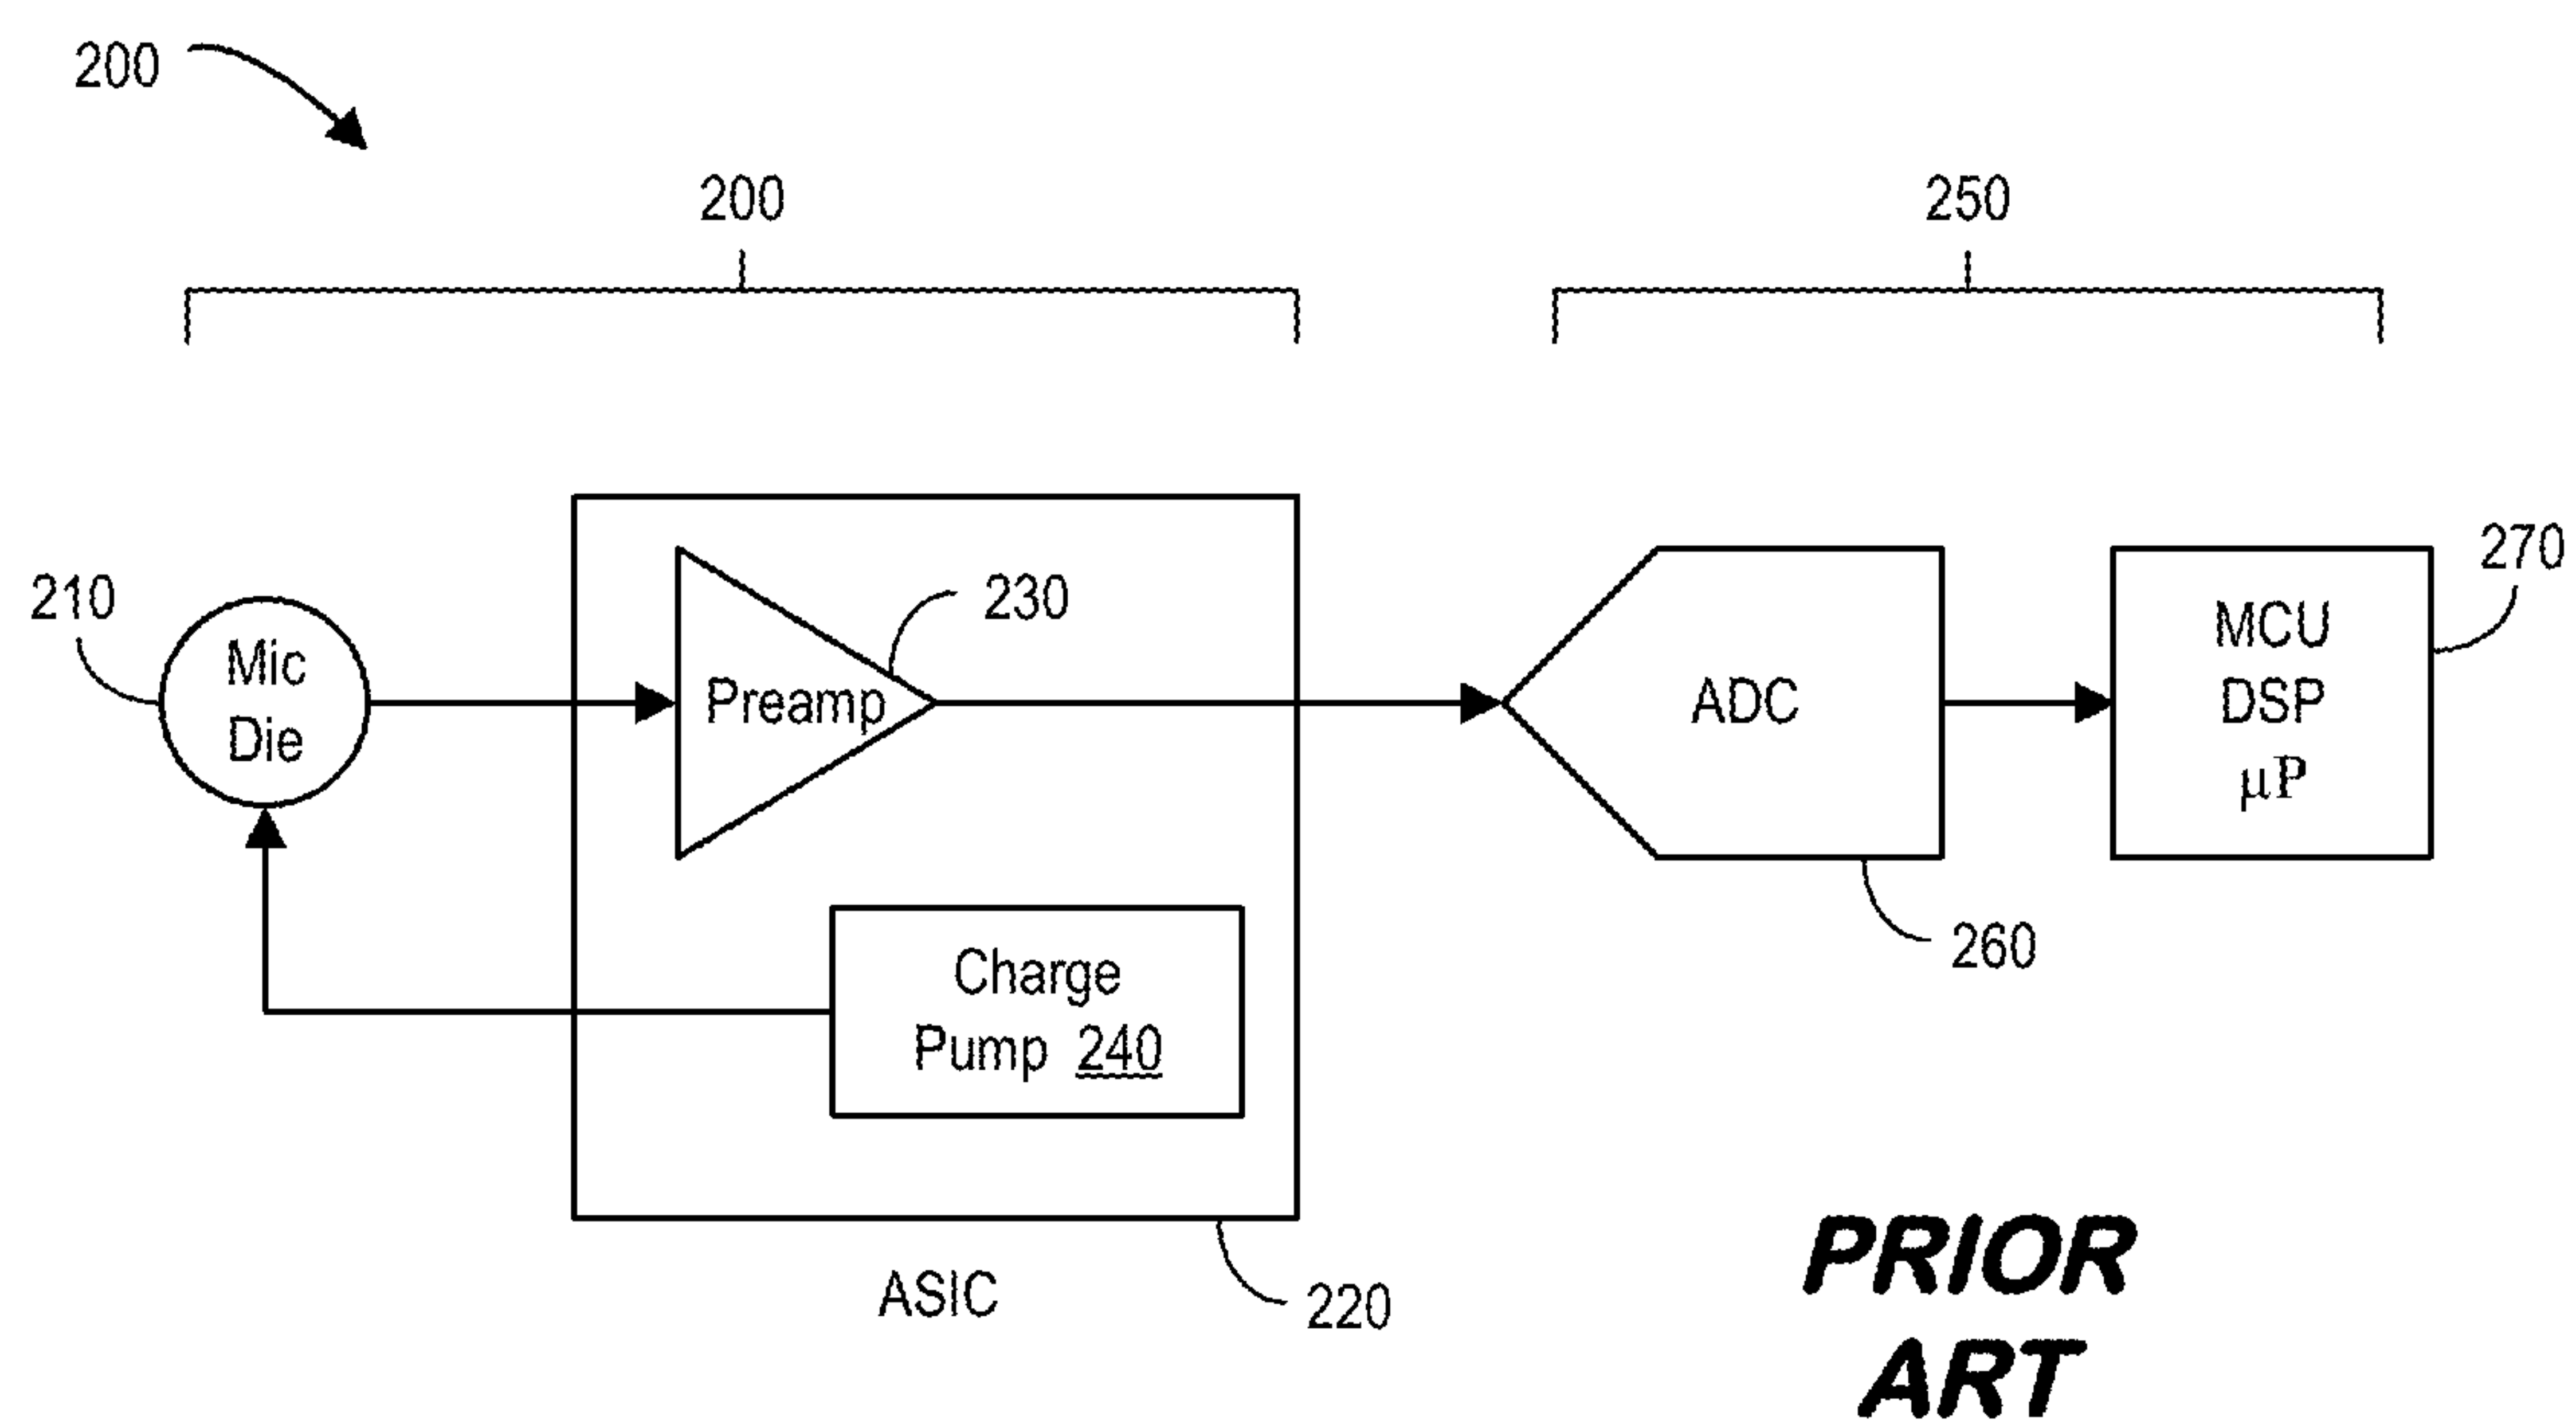 200
200
250
210
Mic
Die
Preamp
230
ADC
260
MCU
DSP
μP
270
Charge
Pump 240
ASIC
220
PRIOR
ART